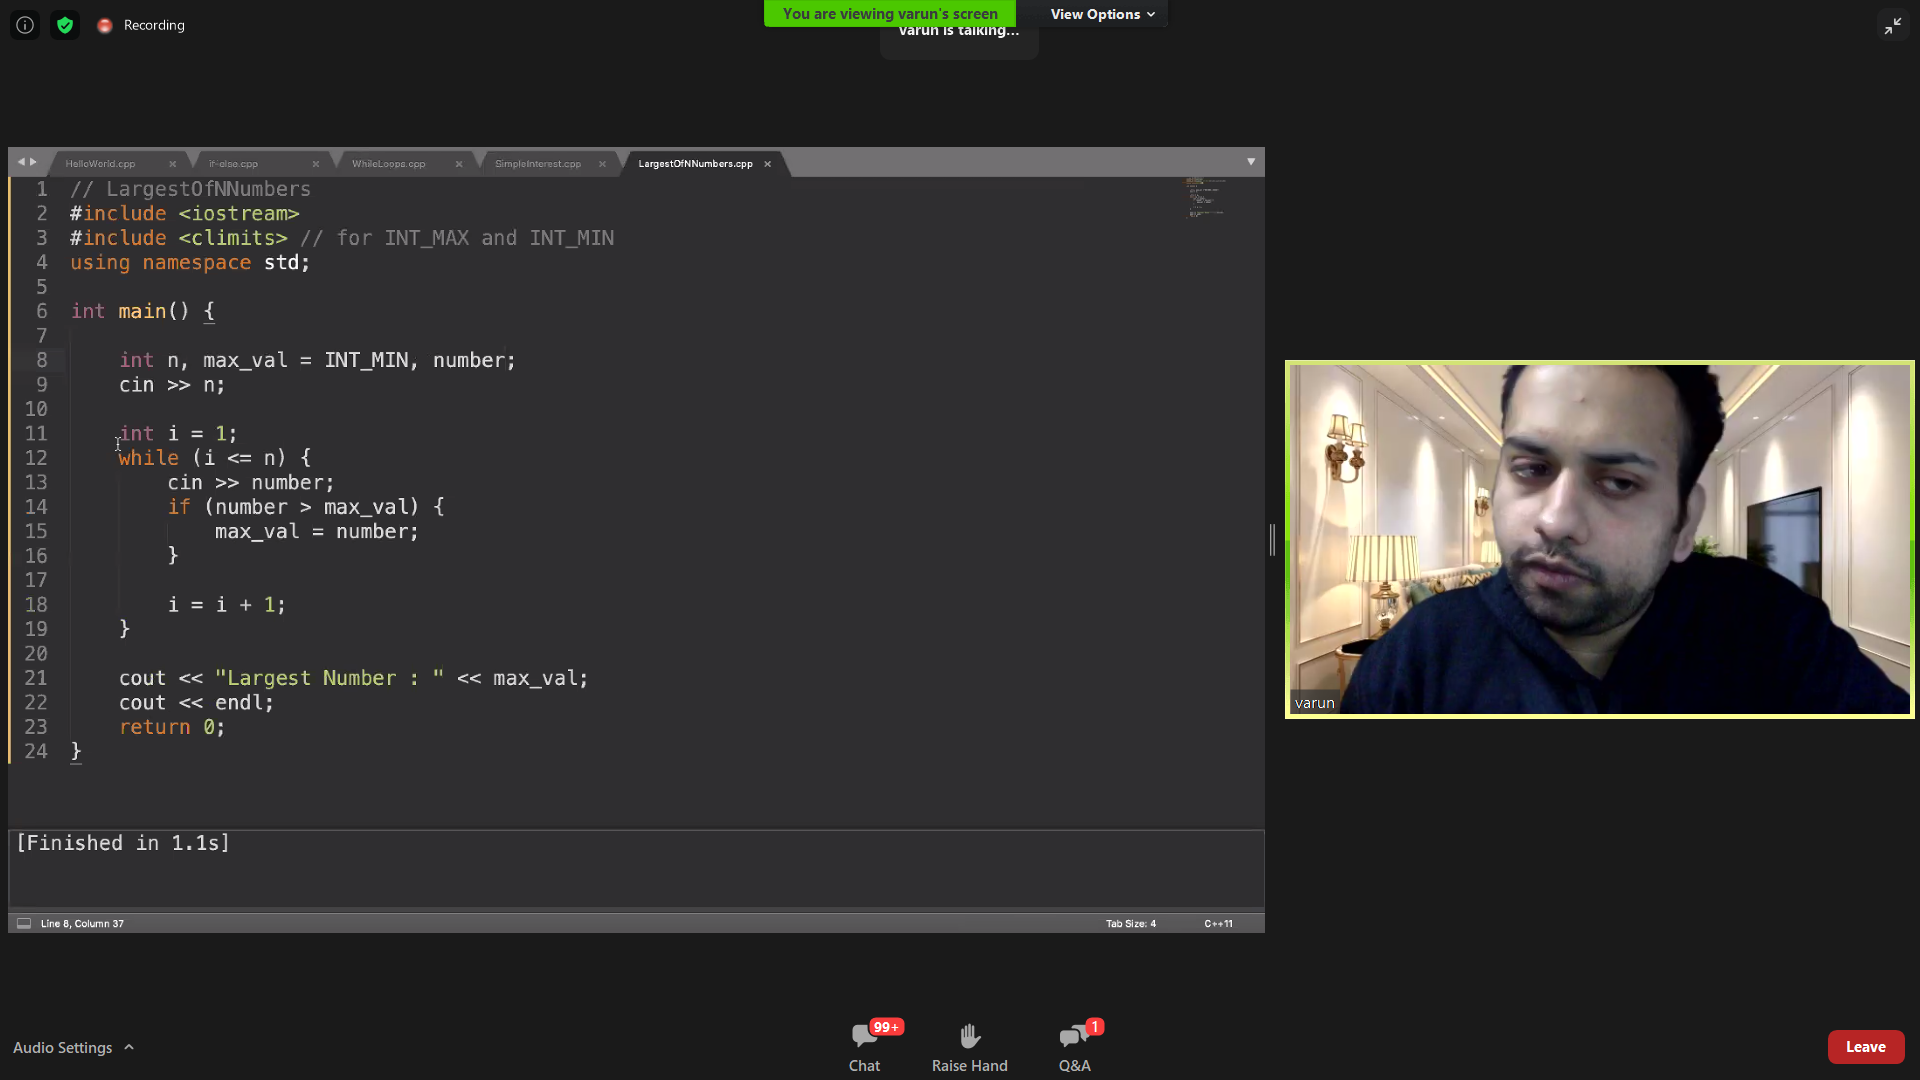 Recording
You are viewing varun's screen
View Options
varun is talking...
HelloWorld.cpp
if-else.cpp
WhileLoops.cpp
SimpleInterest.cpp
LargestOfNNumbers.cpp
1 // LargestOfNNumbers
2 #include <iostream>
3 #include <climits> // for INT_MAX and INT_MIN
4 using namespace std;
5
6 int main() {
7
8 int n, max_val = INT_MIN, number;
9 cin >> n;
10
11 int i = 1;
12 while (i <= n) {
13 cin >> number;
14 if (number > max_val) {
15 max_val = number;
16 }
17
18 i = i + 1;
19 }
20
21 cout << "Largest Number : " << max_val;
22 cout << endl;
23 return 0;
24 }
[Finished in 1.1s]
Line 8, Column 37
Tab Size: 4
C++11
varun
Audio Settings
99+
Chat
Raise Hand
1
Q&A
Leave